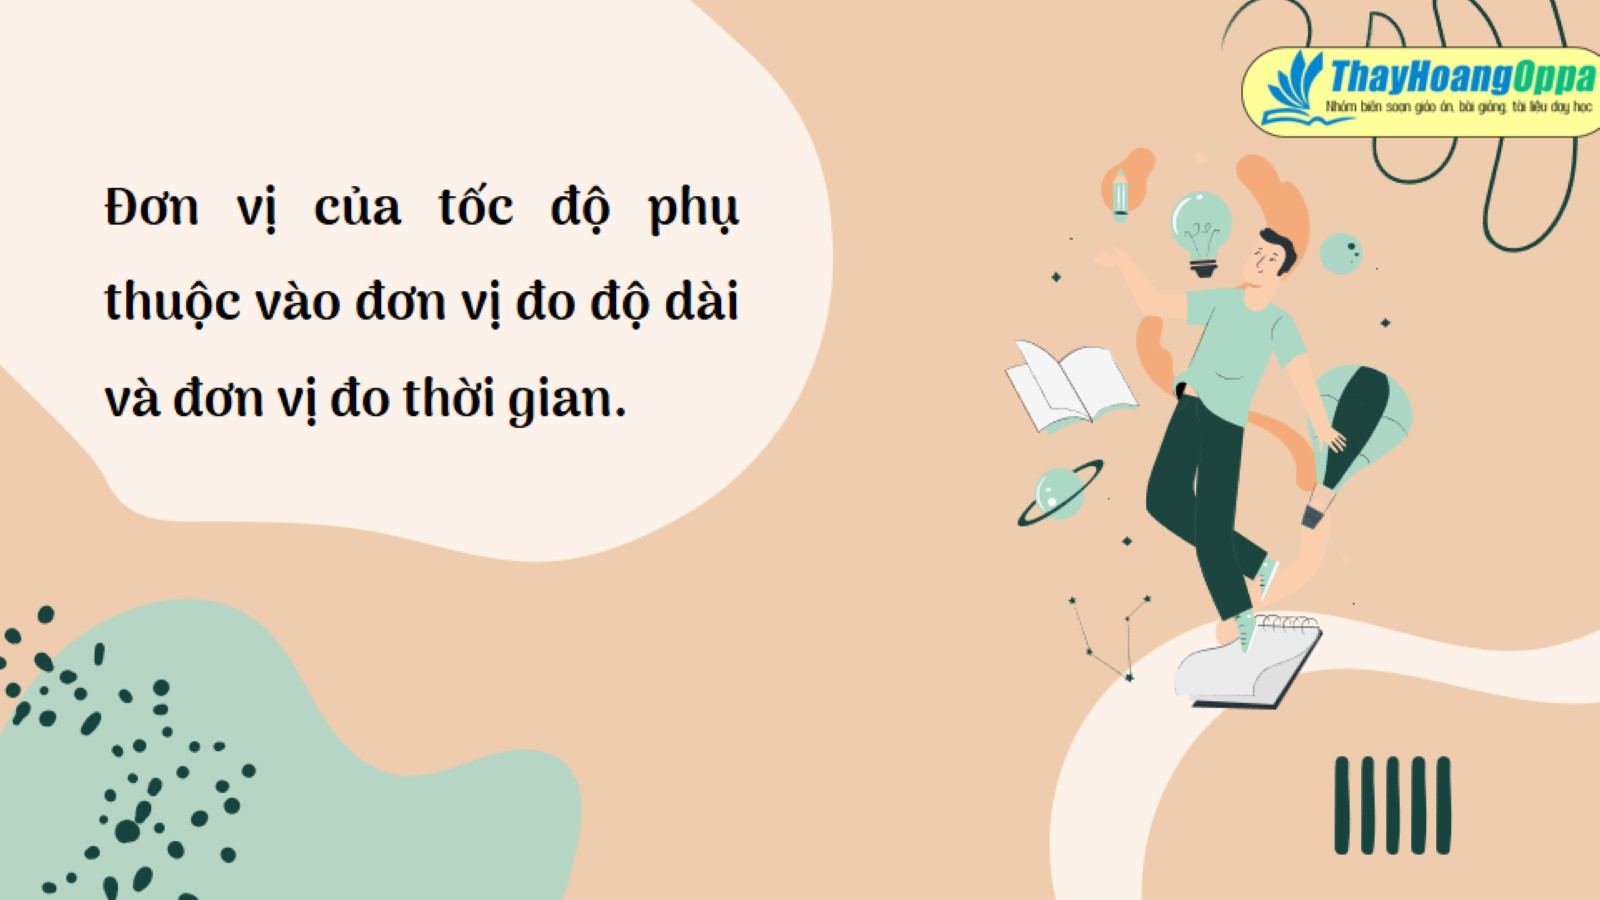 ThayHoangOppa
Nhóm biên soạn giáo án, bài giảng, tài liệu dạy học
Đơn vị của tốc độ phụ
thuộc vào đơn vị đo độ dài
và đơn vị đo thời gian.